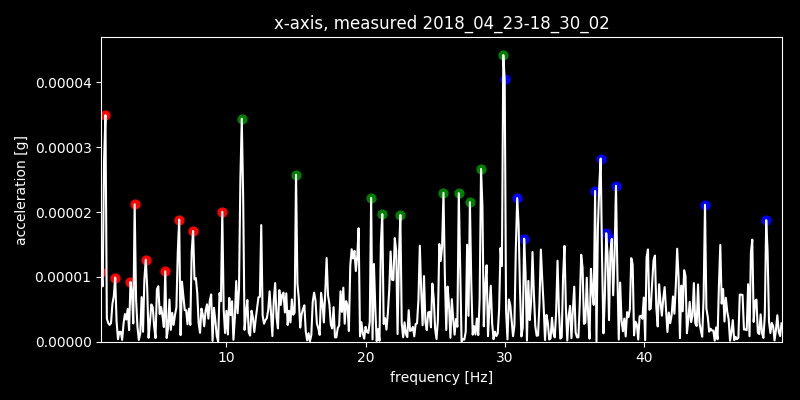 x-axis, measured 2018_04_23-18_30_02
0.00004
0.00003
0.00002
0.00001
0.00000
acceleration [g]
10 20 30 40
frequency [Hz]